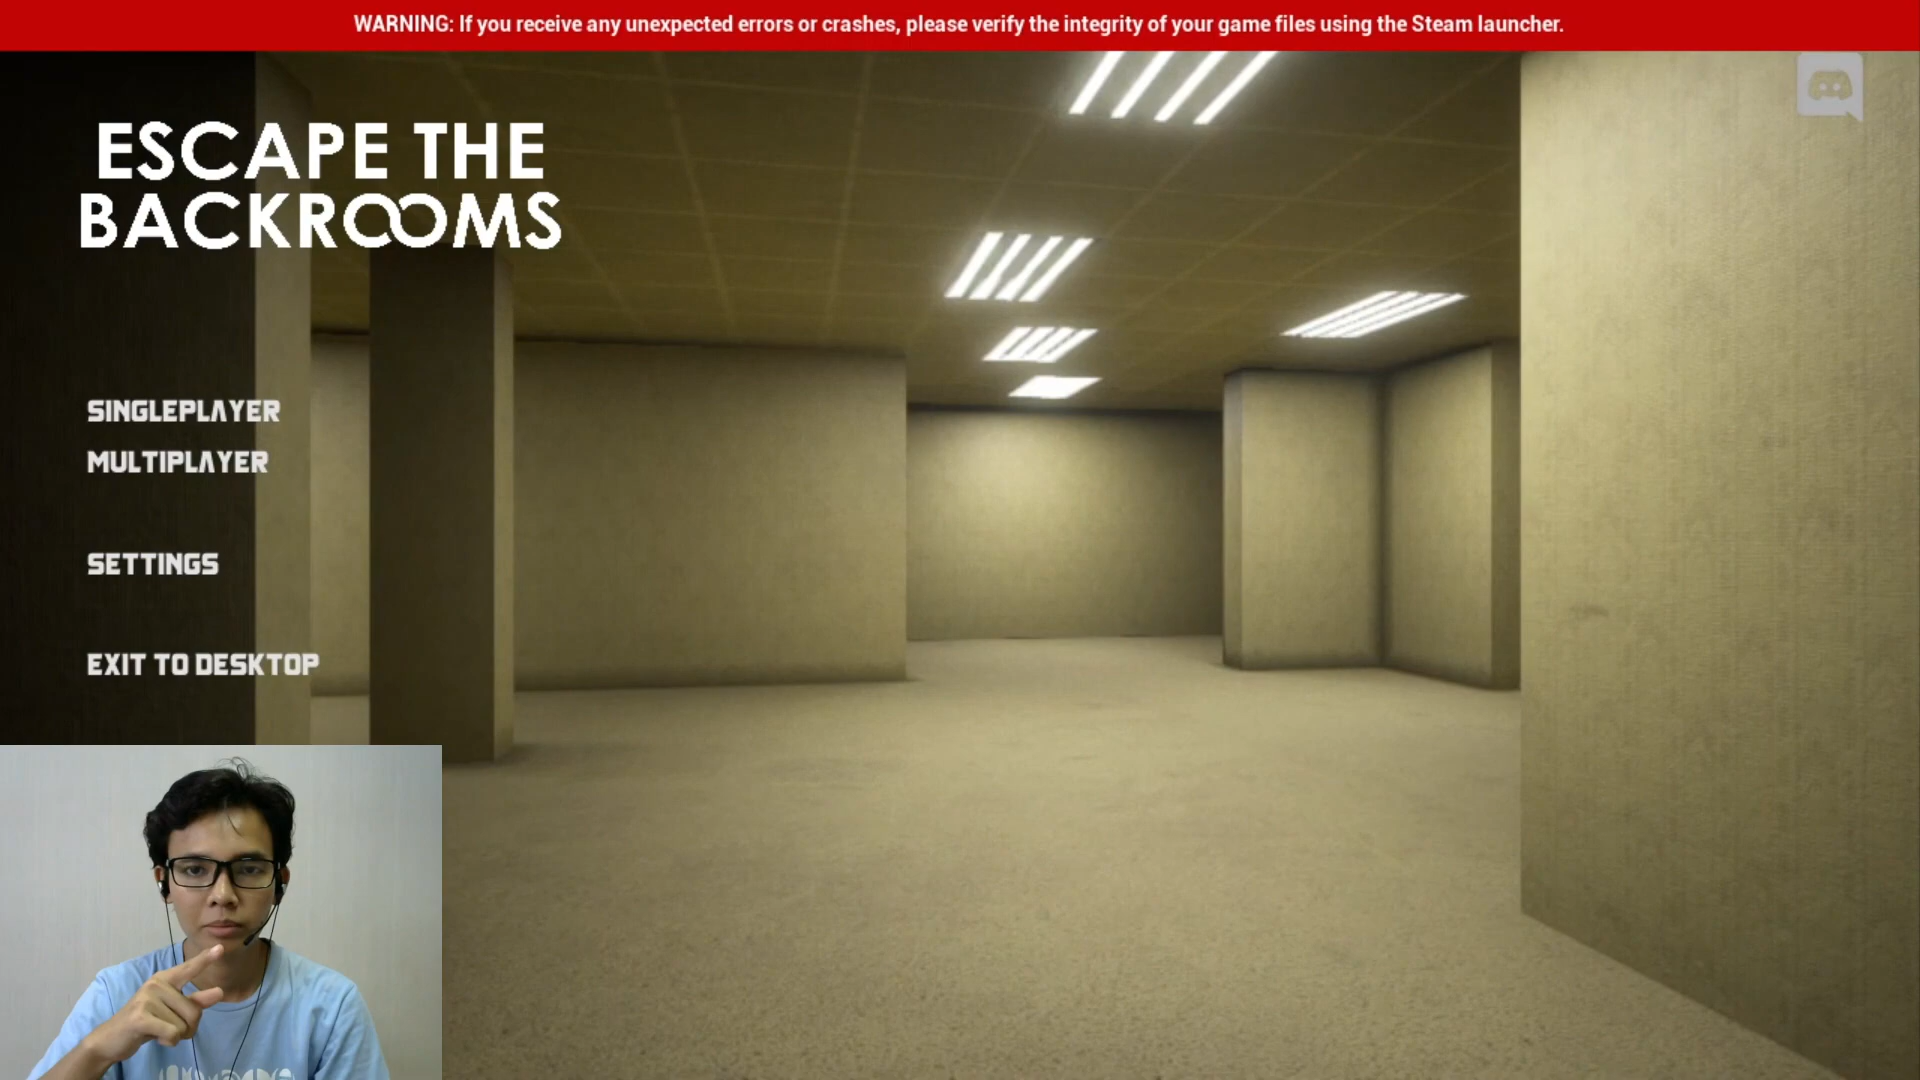 WARNING: If you receive any unexpected errors or crashes, please verify the integrity of your game files using the Steam launcher.
ESCAPE THE
BACKROOMS
SINGLEPLAYER
MULTIPLAYER
SETTINGS
EXIT TO DESKTOP